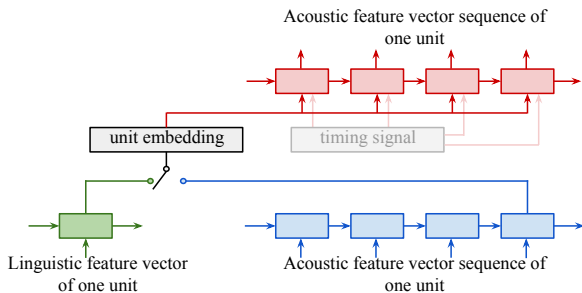 Acoustic feature vector sequence of
one unit
unit embedding
timing signal
Linguistic feature vector
of one unit
Acoustic feature vector sequence of
one unit